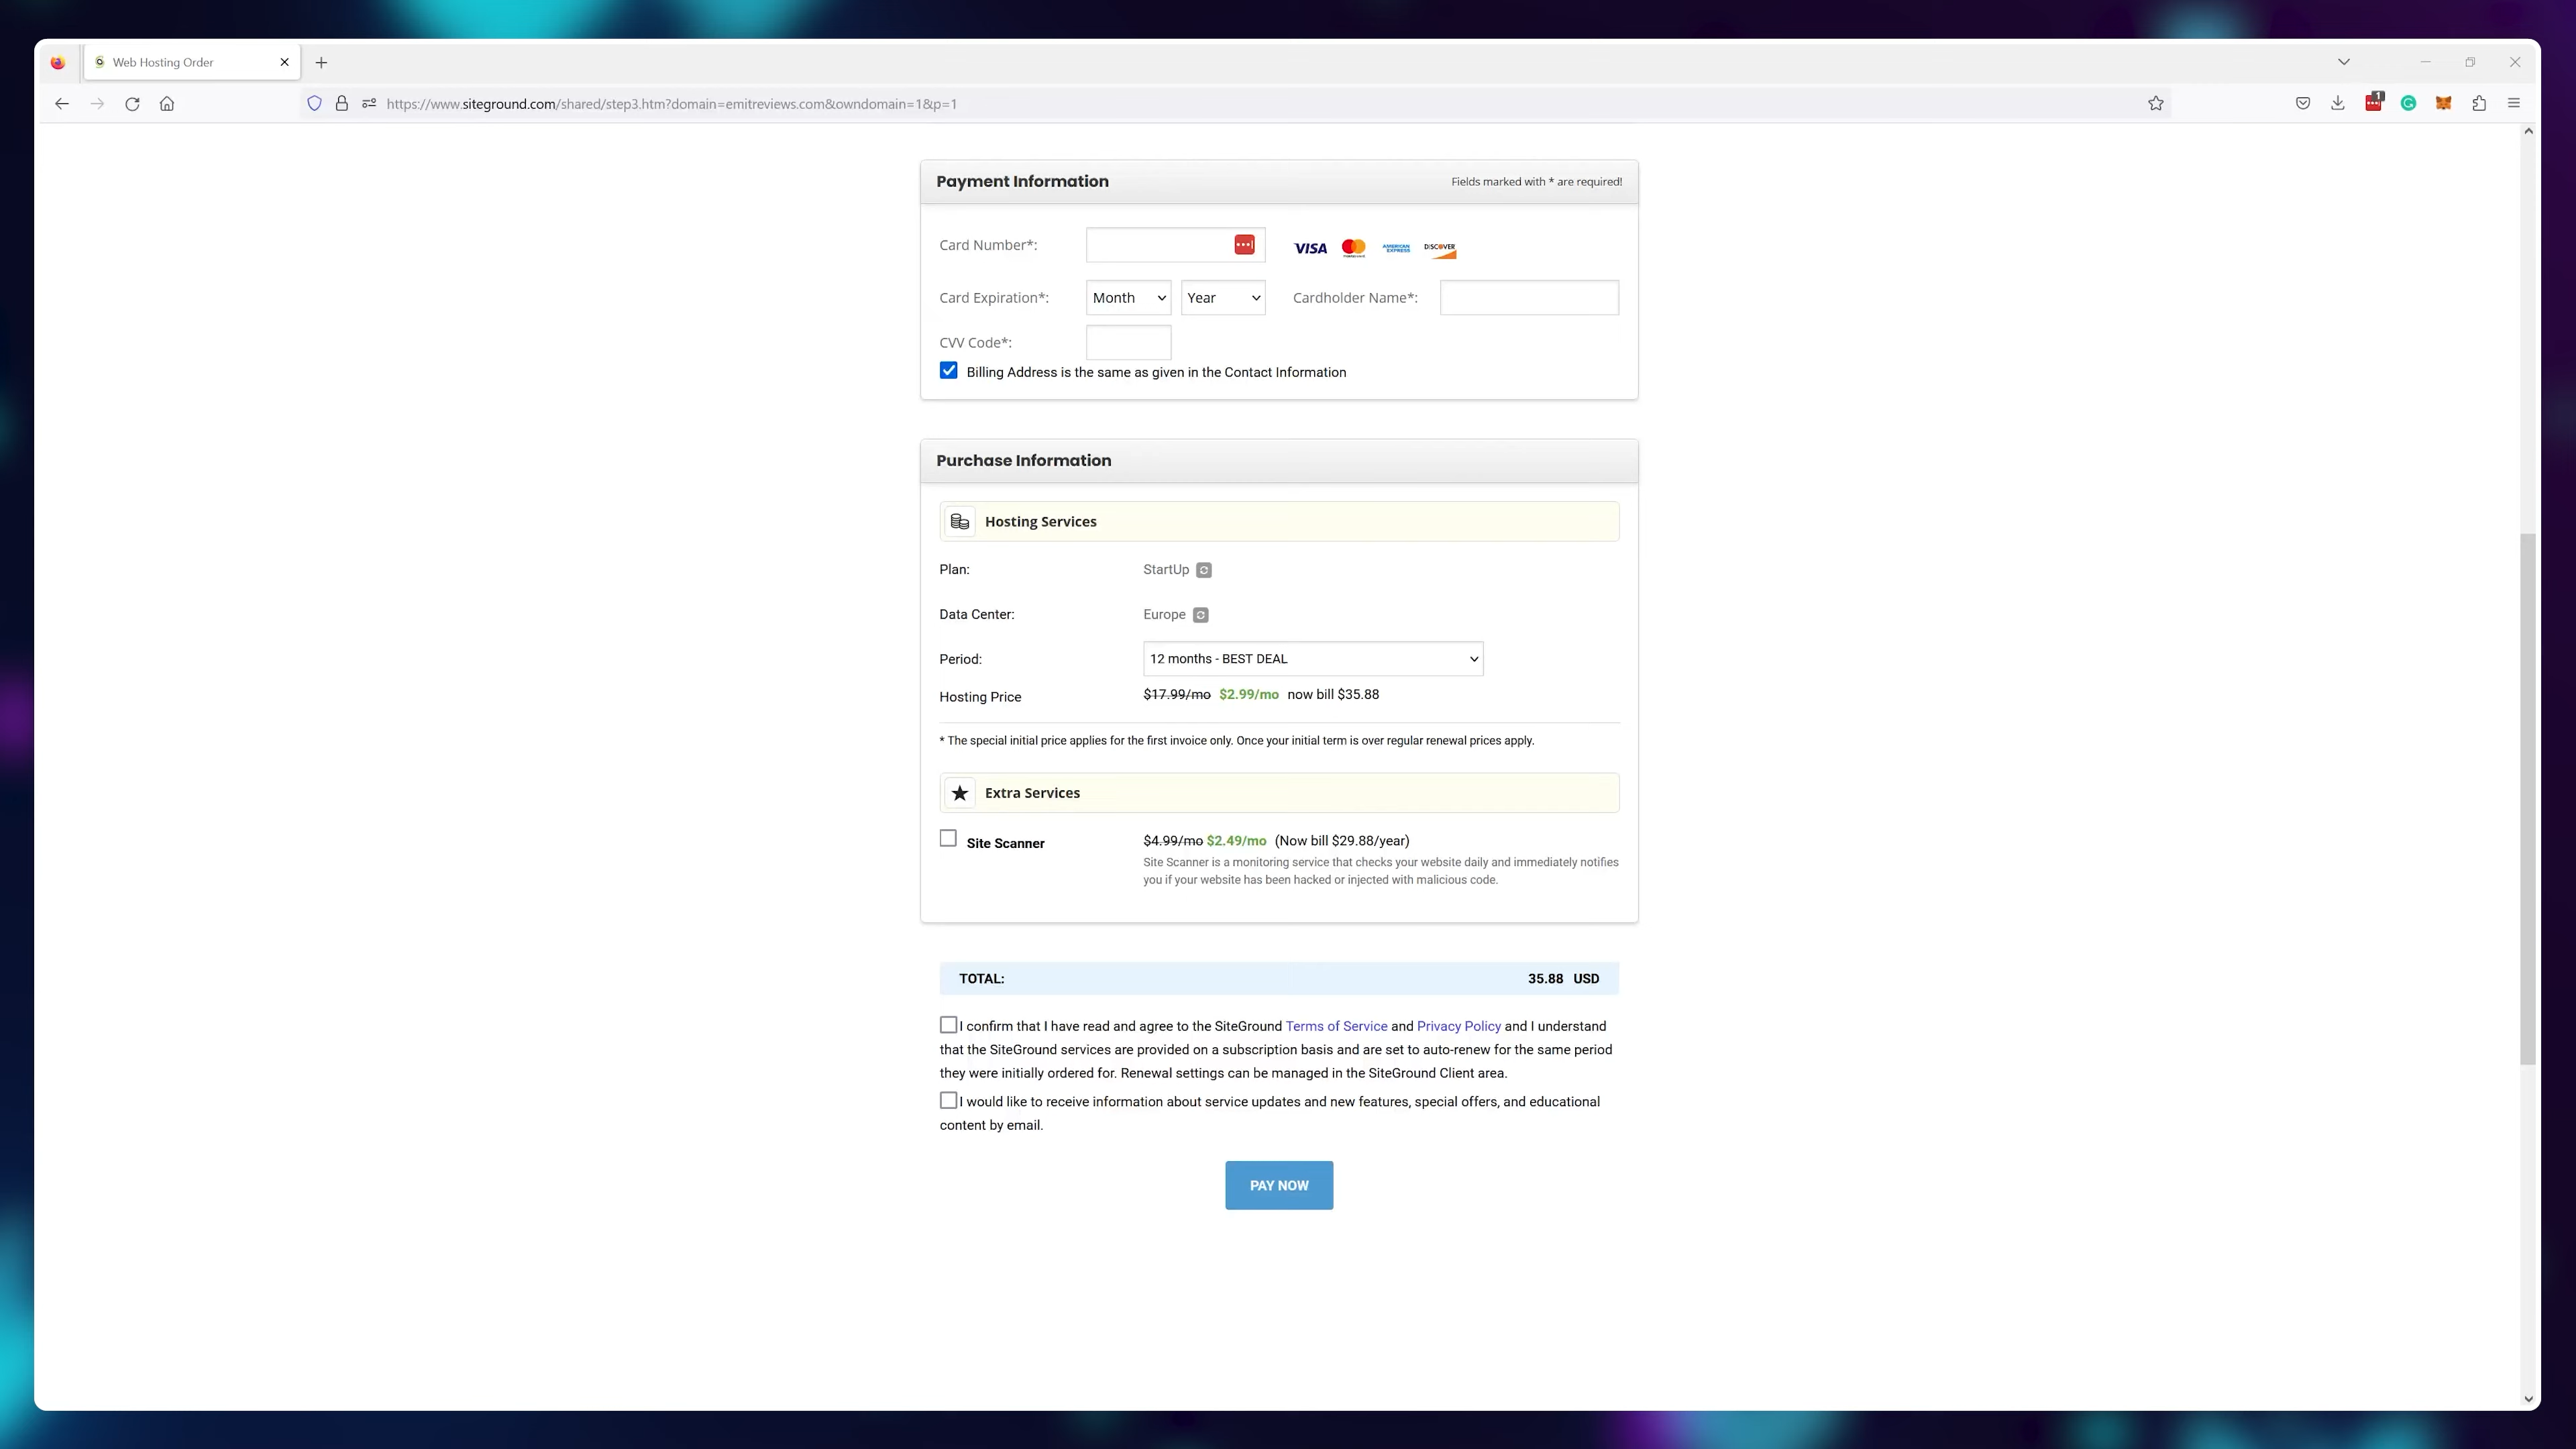 Web Hosting Order
https://www.siteground.com/shared/step3.htm?domain=emitreviews.com&owndomain=1&p=1
1
Payment Information
Fields marked with * are required!
Card Number*:
VISA
AMERICAN EXPRESS
DISCOVER
Card Expiration*:
Month
Year
Cardholder Name*:
CVV Code*:
Billing Address is the same as given in the Contact Information
Purchase Information
Hosting Services
Plan:
StartUp
Data Center:
Europe
Period:
12 months - BEST DEAL
Hosting Price
$17.99/mo $2.99/mo now bill $35.88
* The special initial price applies for the first invoice only. Once your initial term is over regular renewal prices apply.
Extra Services
Site Scanner
$4.99/mo $2.49/mo (Now bill $29.88/year)
Site Scanner is a monitoring service that checks your website daily and immediately notifies
you if your website has been hacked or injected with malicious code.
TOTAL:
35.88 USD
I confirm that I have read and agree to the SiteGround Terms of Service and Privacy Policy and I understand
that the SiteGround services are provided on a subscription basis and are set to auto-renew for the same period
they were initially ordered for. Renewal settings can be managed in the SiteGround Client area.
I would like to receive information about service updates and new features, special offers, and educational
content by email.
PAY NOW